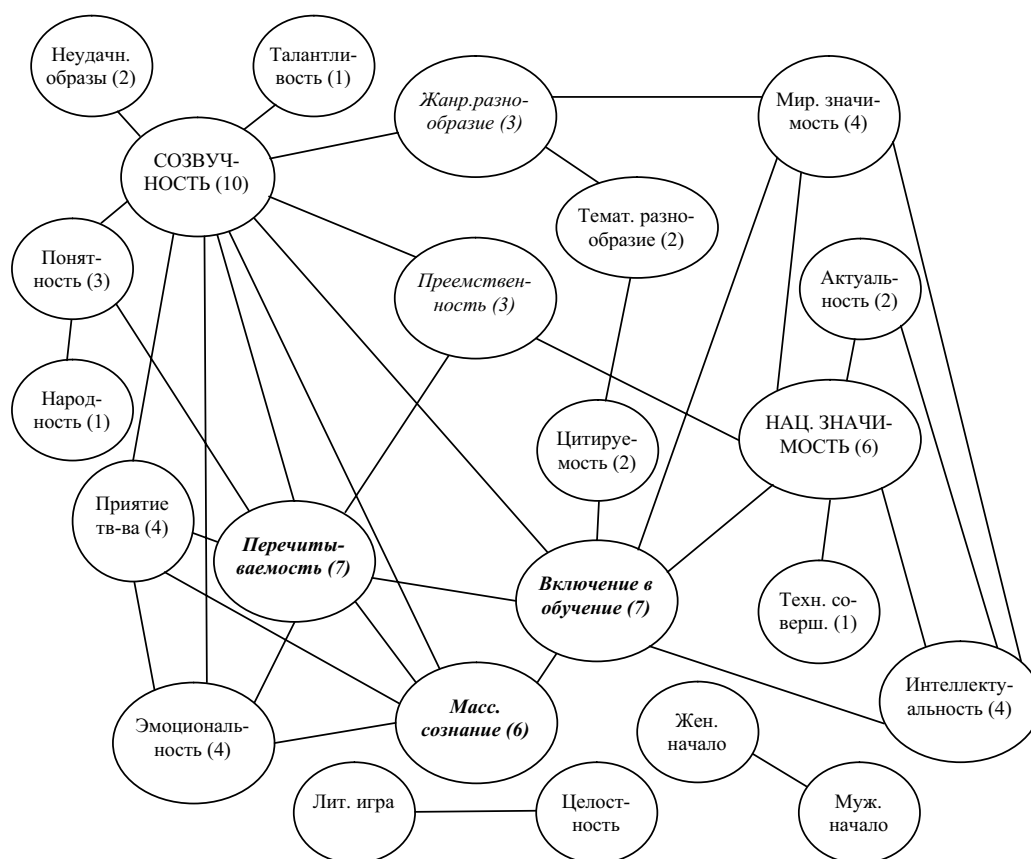 Неудачн.
образы (2)
Талантли-
вость (1)
Жанр.разно-
образие (3)
Мир. значи-
мость (4)
СОЗВУЧ-
НОСТЬ (10)
Темат. разно-
образие (2)
Понят-
ность (3)
Преемствен-
ность (3)
Актуаль-
ность (2)
Народ-
ность (1)
Цитируе-
мость (2)
НАЦ. ЗНАЧИ-
МОСТЬ (6)
Приятие
тв-ва (4)
Перечиты-
ваемость (7)
Включение в
обучение (7)
Техн. со-
верш. (1)
Эмоциональ-
ность (4)
Масс.
сознание (6)
Жен.
начало
Интеллекту-
альность (4)
Лит. игра
Целост-
ность
Муж.
начало